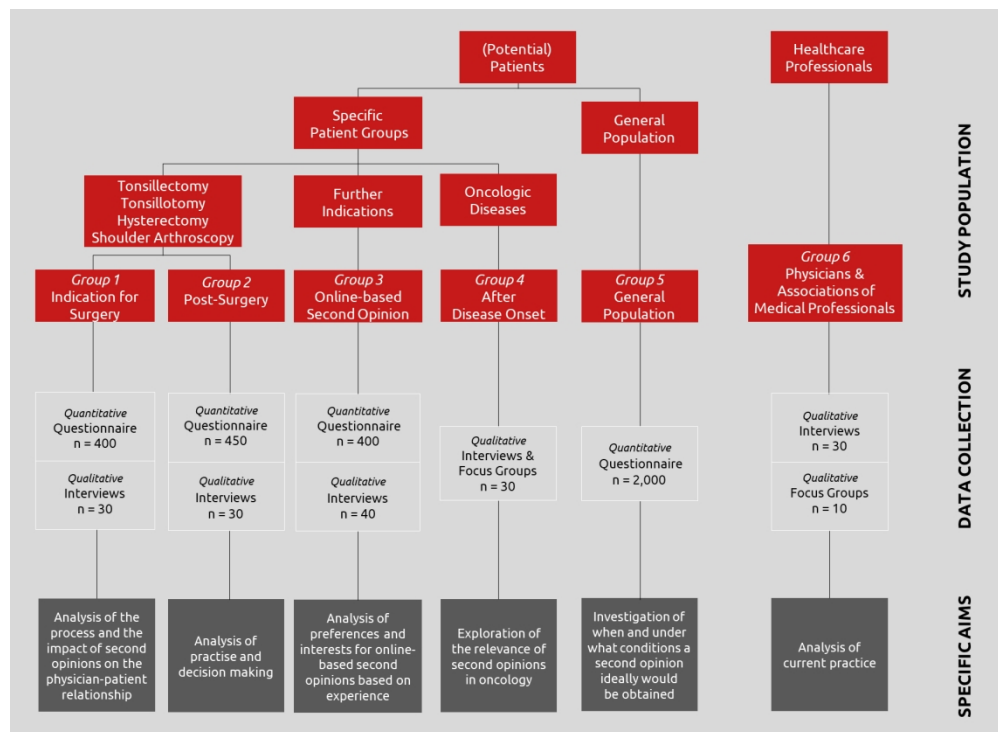 (Potential)
Patients
Healthcare
Professionals
Specific
Patient Groups
General
Population
Tonsillectomy
Tonsillotomy
Hysterectomy
Shoulder Arthroscopy
Further
Indications
Oncologic
Diseases
Group 1
Indication for
Surgery
Group 2
Post-Surgery
Group 3
Online-based
Second Opinion
Group 4
After
Disease Onset
Group 5
General
Population
Group 6
Physicians &
Associations of
Medical Professionals
STUDY POPULATION
Quantitative
Questionnaire
n = 400
Qualitative
Interviews
n = 30
Quantitative
Questionnaire
n = 450
Qualitative
Interviews
n = 30
Quantitative
Questionnaire
n = 400
Qualitative
Interviews
n = 40
Qualitative
Interviews &
Focus Groups
n = 30
Quantitative
Questionnaire
n = 2,000
Qualitative
Interviews
n = 30
Qualitative
Focus Groups
n = 10
DATA COLLECTION
Analysis of the
process and the
impact of second
opinions on the
physician-patient
relationship
Analysis of
practise and
decision making
Analysis of
preferences and
interests for online-
based second
opinions based on
experience
Exploration of
the relevance of
second opinions
in oncology
Investigation of
when and under
what conditions a
second opinion
ideally would
be obtained
Analysis of
current practice
SPECIFIC AIMS